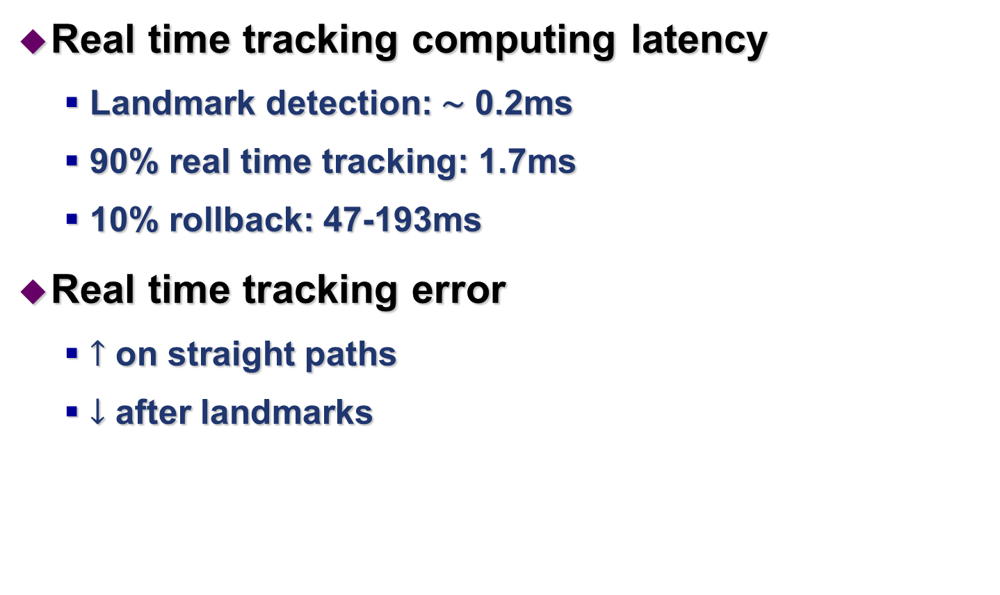 ◆Real time tracking computing latency
▪ Landmark detection: ~ 0.2ms
▪ 90% real time tracking: 1.7ms
▪ 10% rollback: 47-193ms
◆Real time tracking error
▪ ↑ on straight paths
▪ ↓ after landmarks